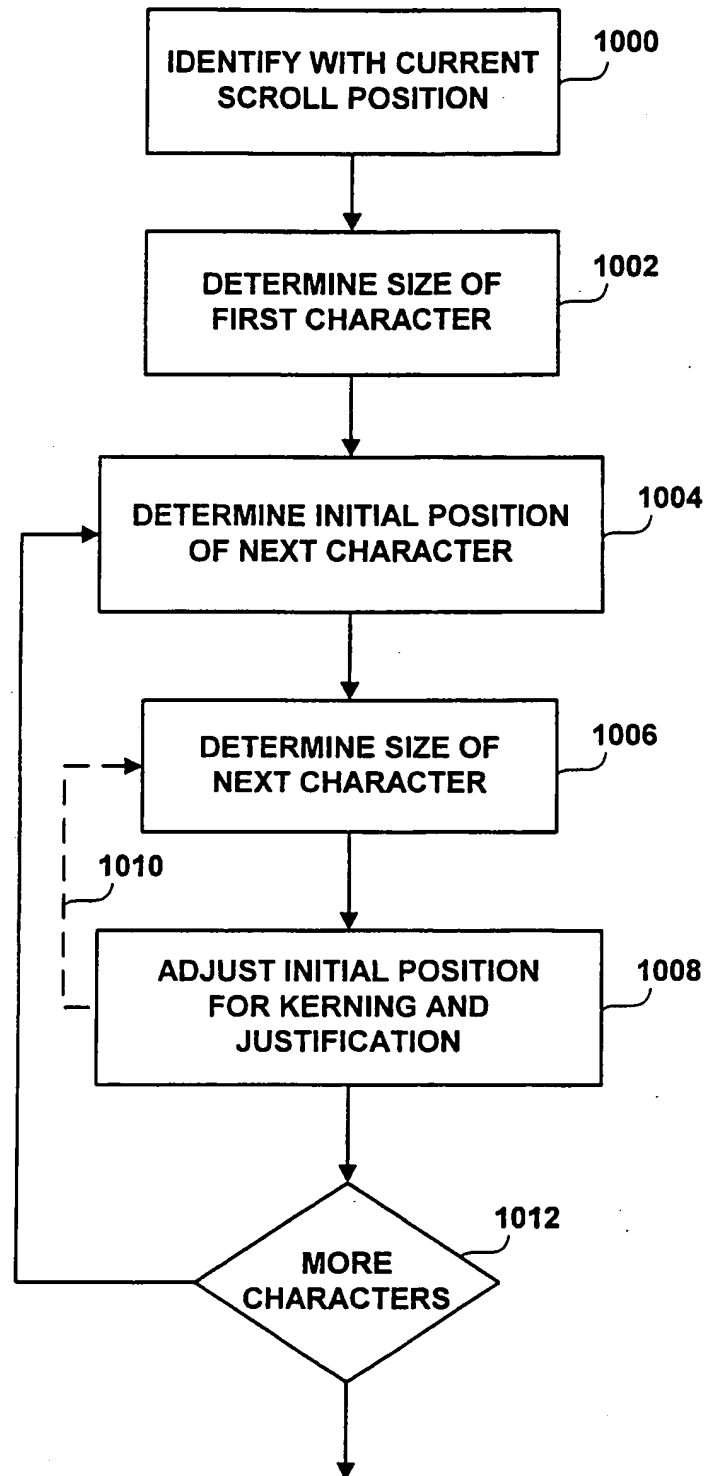 1000
IDENTIFY WITH CURRENT
SCROLL POSITION
1002
DETERMINE SIZE OF
FIRST CHARACTER
1004
DETERMINE INITIAL POSITION
OF NEXT CHARACTER
1006
DETERMINE SIZE OF
NEXT CHARACTER
1010
1008
ADJUST INITIAL POSITION
FOR KERNING AND
JUSTIFICATION
1012
MORE
CHARACTERS